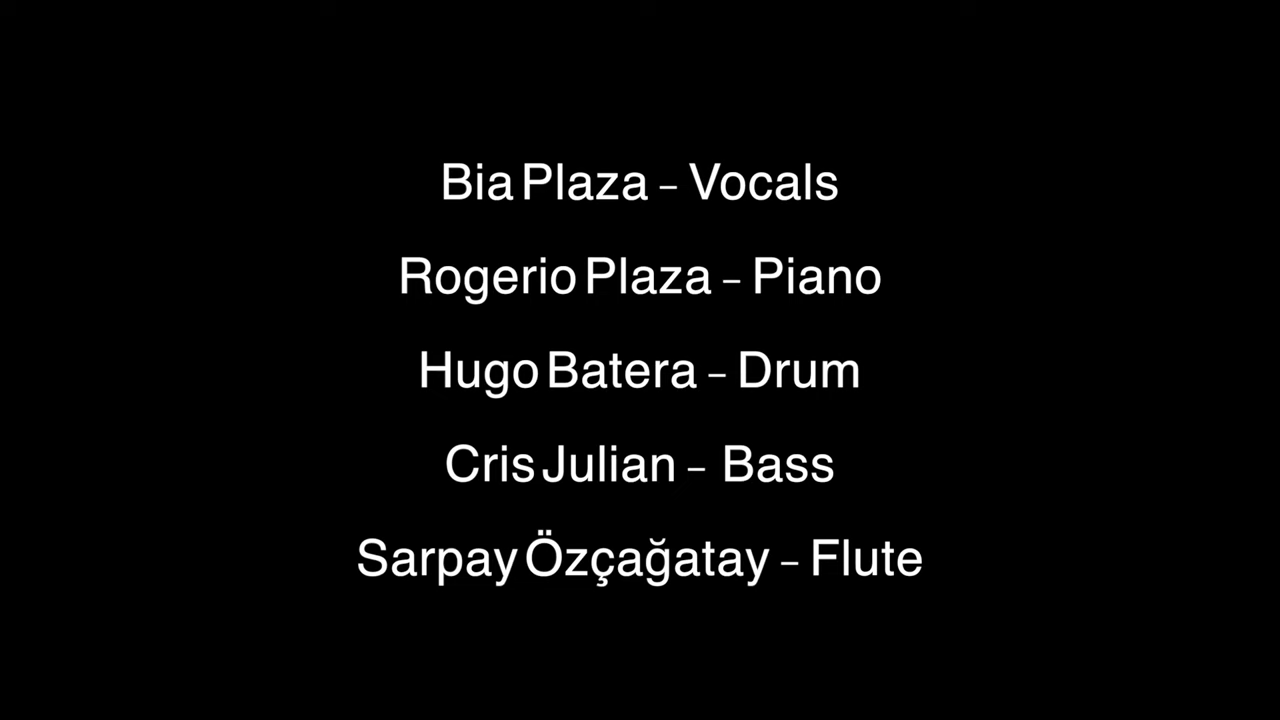 Bia Plaza – Vocals
Rogerio Plaza – Piano
Hugo Batera – Drum
Cris Julian – Bass
Sarpay Özçağatay – Flute